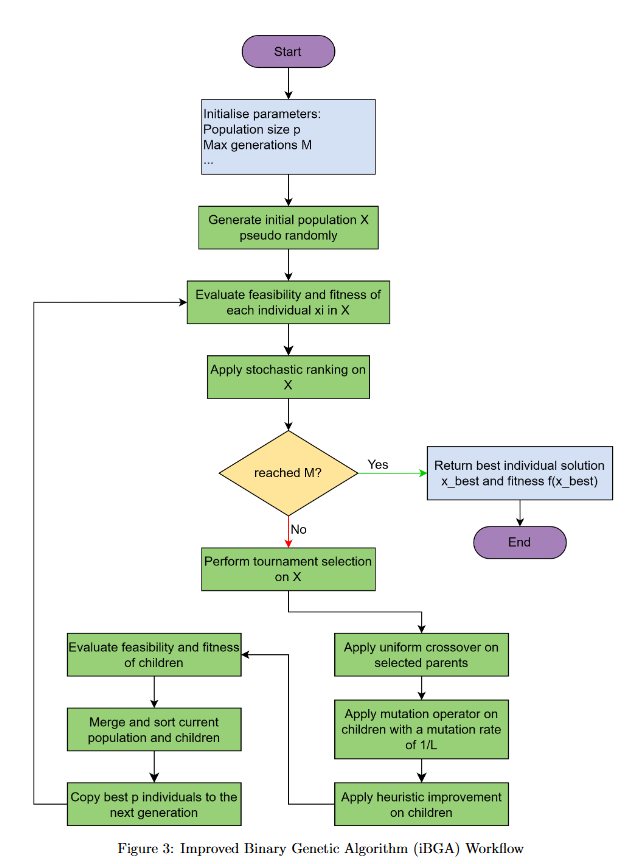 Start
Initialise parameters:
Population size p
Max generations M
...
Generate initial population X
pseudo randomly
Evaluate feasibility and fitness of
each individual xi in X
Apply stochastic ranking on
X
reached M?
Yes
Return best individual solution
x_best and fitness f(x_best)
End
No
Perform tournament selection
on X
Apply uniform crossover on
selected parents
Apply mutation operator on
children with a mutation rate
of 1/L
Apply heuristic improvement
on children
Evaluate feasibility and fitness
of children
Merge and sort current
population and children
Copy best p individuals to the
next generation
Figure 3: Improved Binary Genetic Algorithm (iBGA) Workflow